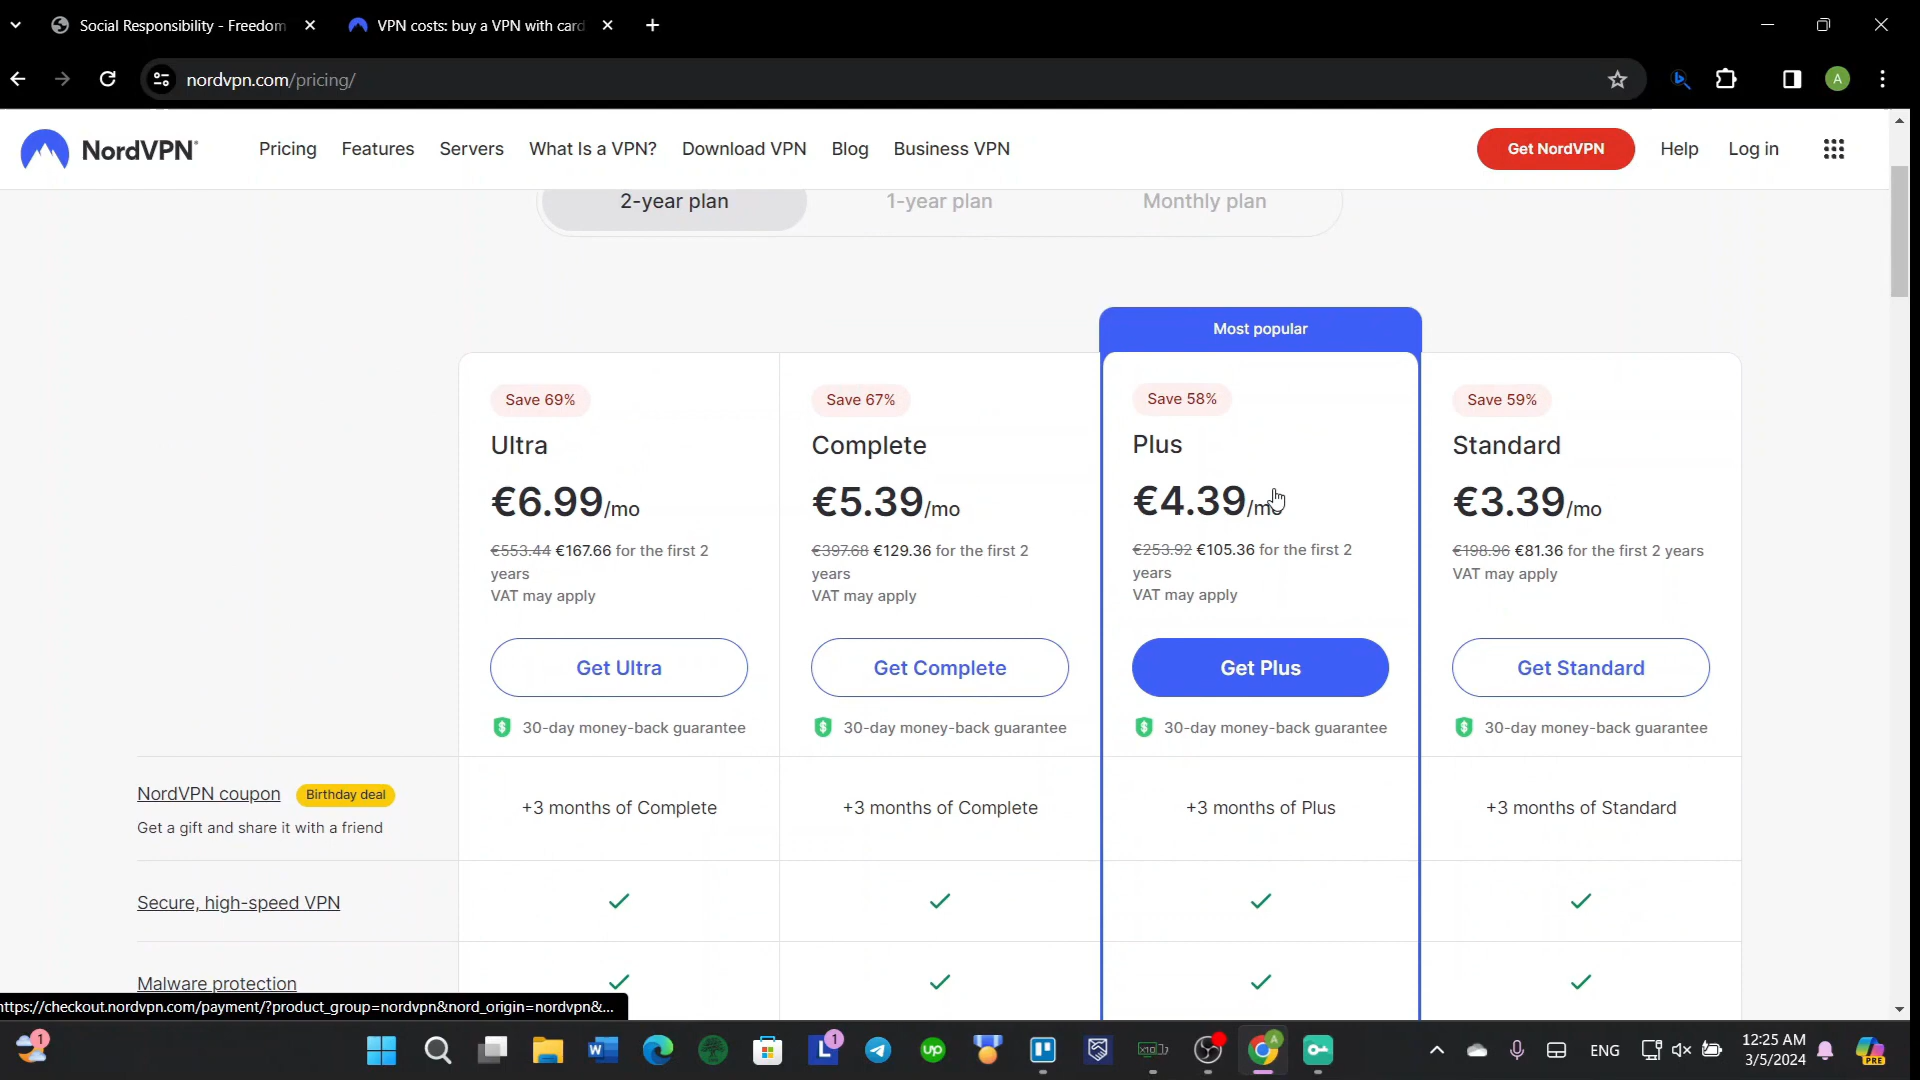 Social Responsibility - Freedom
VPN costs: buy a VPN with card
nordvpn.com/pricing/
A
NordVPN®
Pricing
Features
Servers
What Is a VPN?
Download VPN
Blog
Business VPN
Get NordVPN
Help
Log in
2-year plan
1-year plan
Monthly plan
Most popular
Save 69%
Save 67%
Save 58%
Save 59%
Ultra
Complete
Plus
Standard
€6.99/mo
€5.39/mo
€4.39/mo
€3.39/mo
€553.44 €167.66 for the first 2
years
VAT may apply
€397.68 €129.36 for the first 2
years
VAT may apply
€253.92 €105.36 for the first 2
years
VAT may apply
€198.96 €81.36 for the first 2 years
VAT may apply
Get Ultra
Get Complete
Get Plus
Get Standard
30-day money-back guarantee
30-day money-back guarantee
30-day money-back guarantee
30-day money-back guarantee
NordVPN coupon
Birthday deal
Get a gift and share it with a friend
+3 months of Complete
+3 months of Complete
+3 months of Plus
+3 months of Standard
Secure, high-speed VPN
Malware protection
https://checkout.nordvpn.com/payment/?product_group=nordvpn&nord_origin=nordvpn&...
1
W
L
1
up
A
ENG
12:25 AM
3/5/2024
PRE